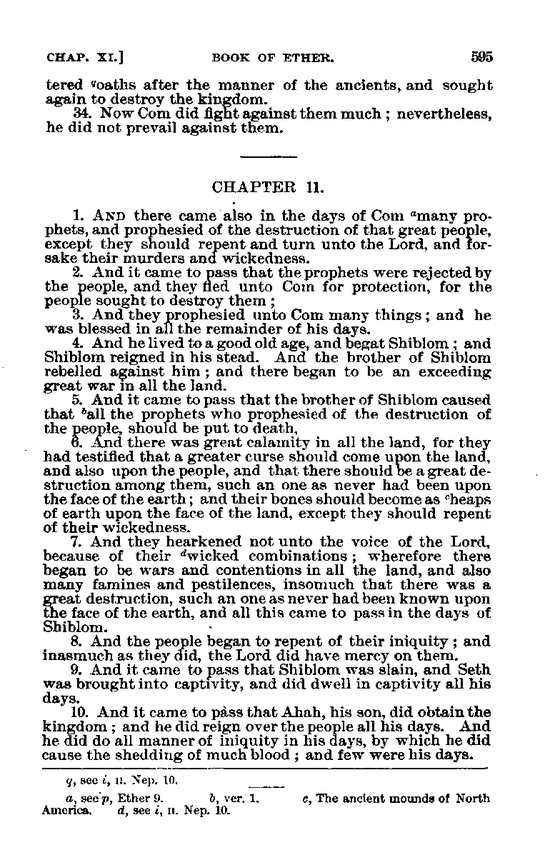 CHAP. XI.] BOOK OF ETHER. 595
tered qoaths after the manner of the ancients, and sought
again to destroy the kingdom.
34. Now Com did fight against them much ; nevertheless,
he did not prevail against them.
CHAPTER 11.
1. AND there came also in the days of Com amany pro-
phets, and prophesied of the destruction of that great people,
except they should repent and turn unto the Lord, and for-
sake their murders and wickedness.
2. And it came to pass that the prophets were rejected by
the people, and they fled unto Com for protection, for the
people sought to destroy them ;
3. And they prophesied unto Com many things ; and he
was blessed in all the remainder of his days.
4. And he lived to a good old age, and begat Shiblom ; and
Shiblom reigned in his stead. And the brother of Shiblom
rebelled against him ; and there began to be an exceeding
great war in all the land.
5. And it came to pass that the brother of Shiblom caused
that ball the prophets who prophesied of the destruction of
the people, should be put to death,
6. And there was great calamity in all the land, for they
had testified that a greater curse should come upon the land,
and also upon the people, and that there should be a great de-
struction among them, such an one as never had been upon
the face of the earth ; and their bones should become as cheaps
of earth upon the face of the land, except they should repent
of their wickedness.
7. And they hearkened not unto the voice of the Lord,
because of their dwicked combinations ; wherefore there
began to be wars and contentions in all the land, and also
many famines and pestilences, insomuch that there was a
great destruction, such an one as never had been known upon
the face of the earth, and all this came to pass in the days of
Shiblom.
8. And the people began to repent of their iniquity ; and
inasmuch as they did, the Lord did have mercy on them.
9. And it came to pass that Shiblom was slain, and Seth
was brought into captivity, and did dwell in captivity all his
days.
10. And it came to pass that Ahah, his son, did obtain the
kingdom ; and he did reign over the people all his days. And
he did do all manner of iniquity in his days, by which he did
cause the shedding of much blood ; and few were his days.
q, see i, II. Nep. 10.
a, see p, Ether 9. b, ver. 1. c, The ancient mounds of North
America. d, see i, II. Nep. 10.